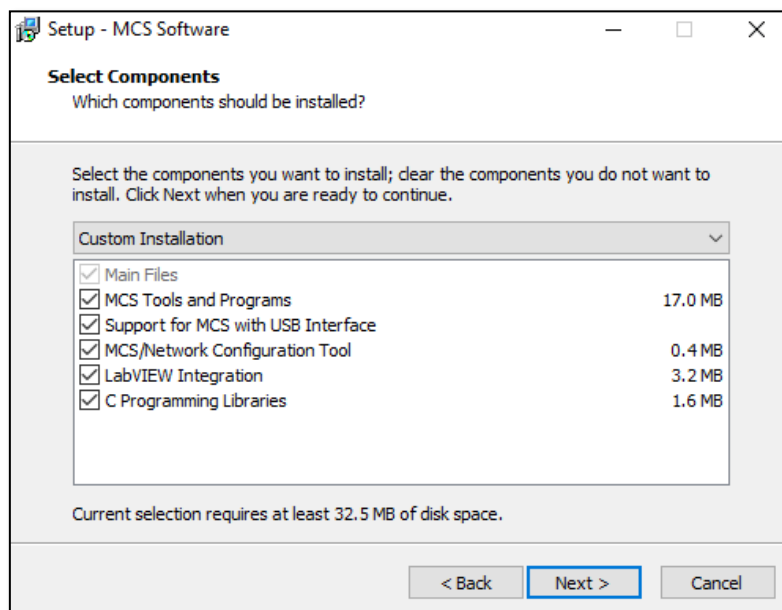 Setup - MCS Software
Select Components
Which components should be installed?
Select the components you want to install; clear the components you do not want to
install. Click Next when you are ready to continue.
Custom Installation
Main Files
MCS Tools and Programs 17.0 MB
Support for MCS with USB Interface
MCS/Network Configuration Tool 0.4 MB
LabVIEW Integration 3.2 MB
C Programming Libraries 1.6 MB
Current selection requires at least 32.5 MB of disk space.
< Back Next > Cancel